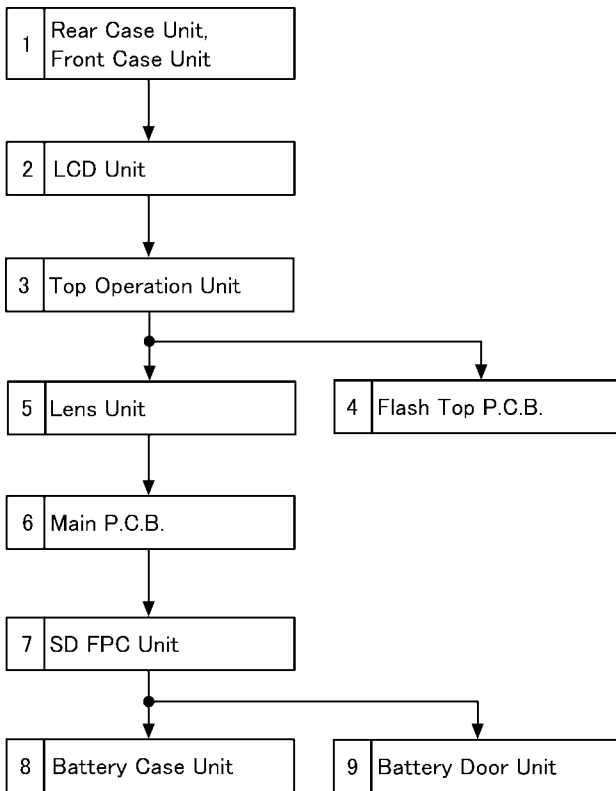 1 Rear Case Unit,
Front Case Unit
2 LCD Unit
3 Top Operation Unit
5 Lens Unit
4 Flash Top P.C.B.
6 Main P.C.B.
7 SD FPC Unit
8 Battery Case Unit
9 Battery Door Unit